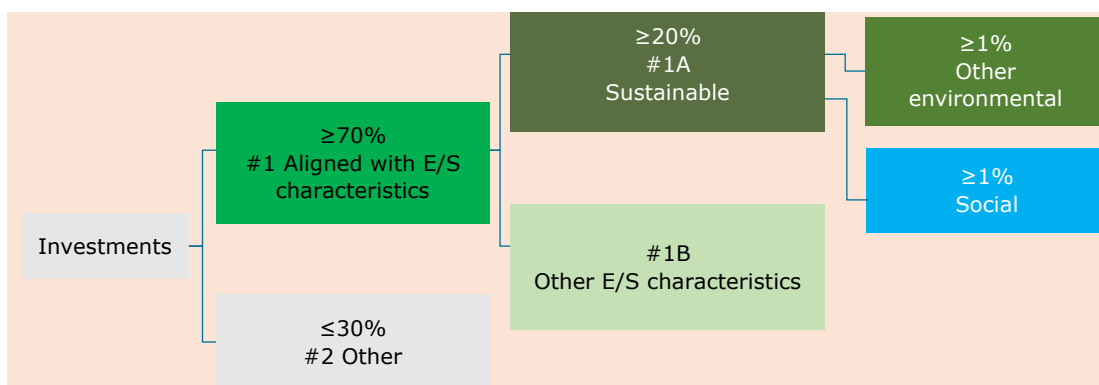 Investments
≥70%
#1 Aligned with E/S
characteristics
≤30%
#2 Other
≥20%
#1A
Sustainable
#1B
Other E/S characteristics
≥1%
Other
environmental
≥1%
Social